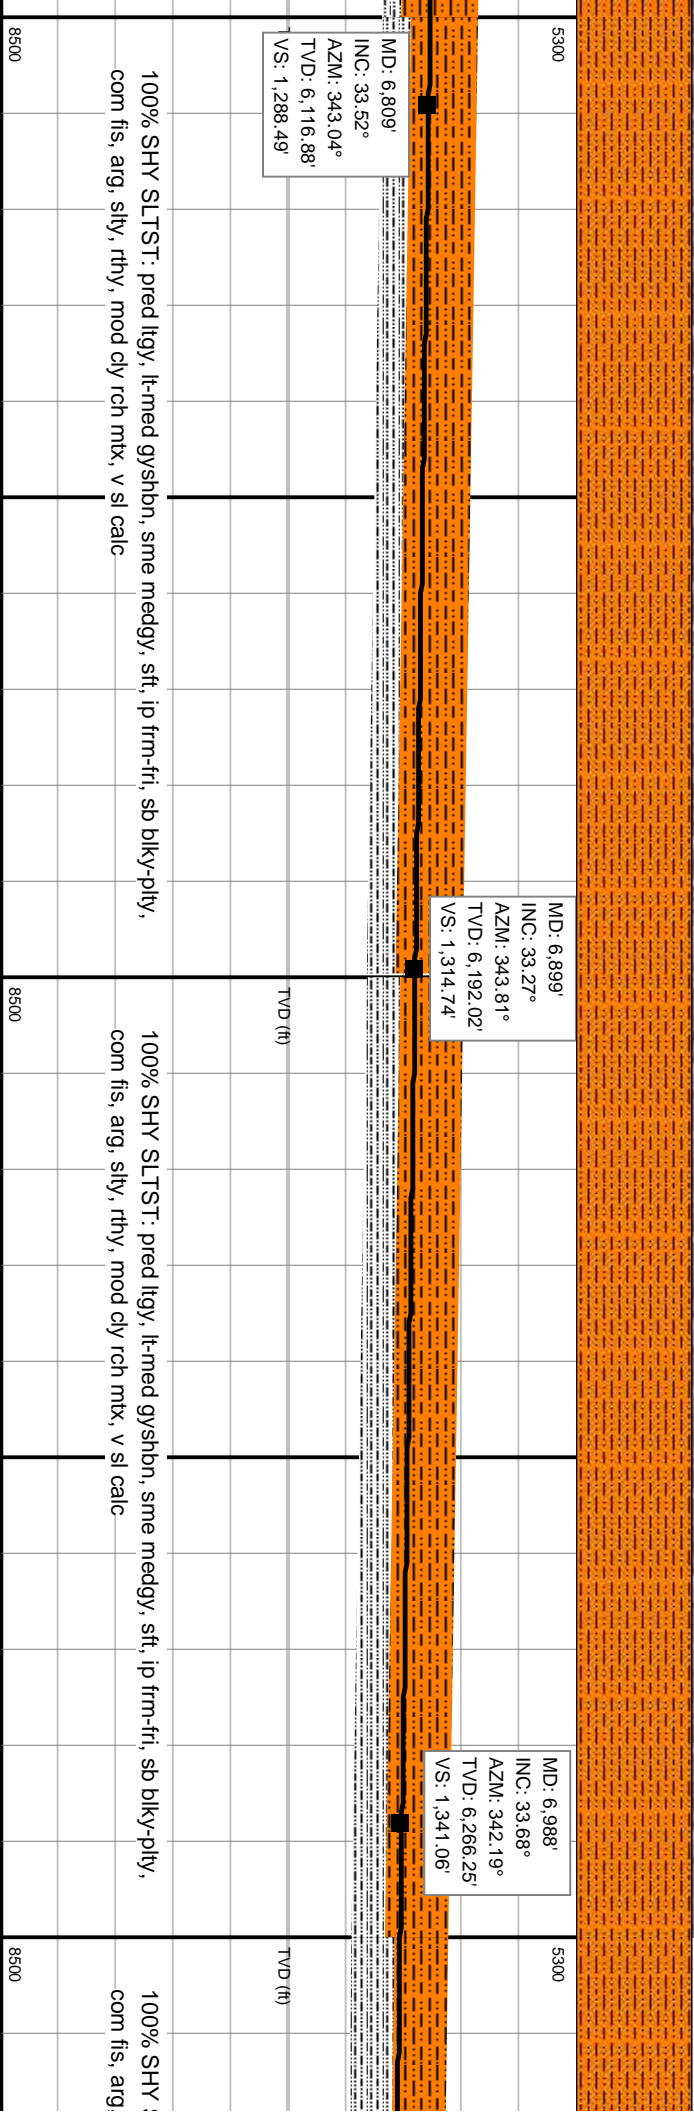 5300
8500
MD: 6,809'
INC: 33.52°
AZM: 343.04°
TVD: 6,116.88'
VS: 1,288.49'
100% SHY SLTST: pred ltgy, lt-med gyshbn, sme medgy, sft, ip frm-fri, sb blky-plty,
com fis, arg, slty, rthy, mod cly rch mtx, v sl calc
MD: 6,899'
INC: 33.27°
AZM: 343.81°
TVD: 6,192.02'
VS: 1,314.74'
TVD (ft)
8500
100% SHY SLTST: pred ltgy, lt-med gyshbn, sme medgy, sft, ip frm-fri, sb blky-plty,
com fis, arg, slty, rthy, mod cly rch mtx, v sl calc
MD: 6,988'
INC: 33.68°
AZM: 342.19°
TVD: 6,266.25'
VS: 1,341.06'
5300
TVD (ft)
8500
100% SHY
com fis, arg,